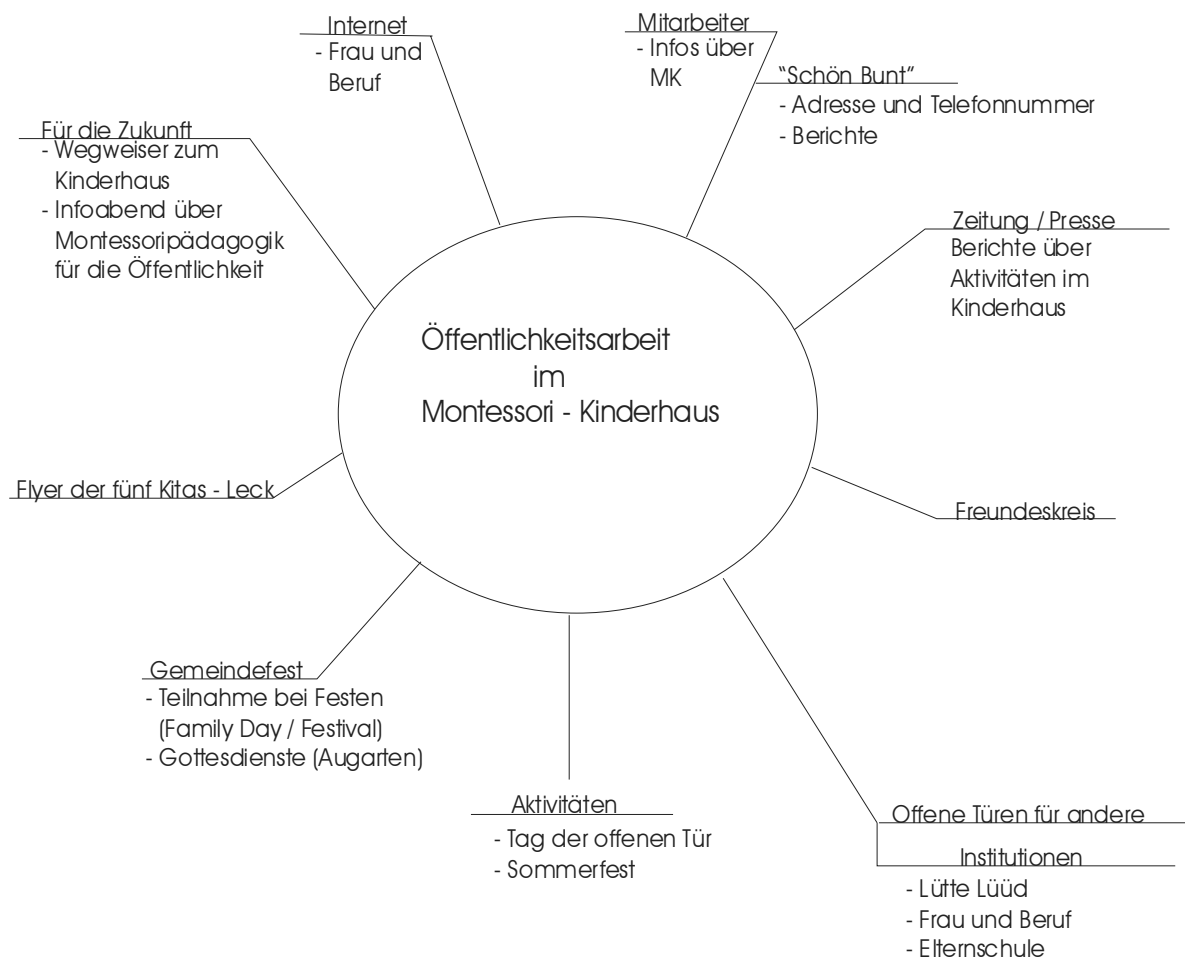 Öffentlichkeitsarbeit
im
Montessori - Kinderhaus
Internet
- Frau und
Beruf
Mitarbeiter
- Infos über
MK
"Schön Bunt"
- Adresse und Telefonnummer
- Berichte
Zeitung / Presse
Berichte über
Aktivitäten im
Kinderhaus
Freundeskreis
Offene Türen für andere
Institutionen
- Lütte Lüüd
- Frau und Beruf
- Elternschule
Aktivitäten
- Tag der offenen Tür
- Sommerfest
Gemeindefest
- Teilnahme bei Festen
(Family Day / Festival)
- Gottesdienste (Augarten)
Flyer der fünf Kitas - Leck
Für die Zukunft
- Wegweiser zum
Kinderhaus
- Infoabend über
Montessoripädagogik
für die Öffentlichkeit